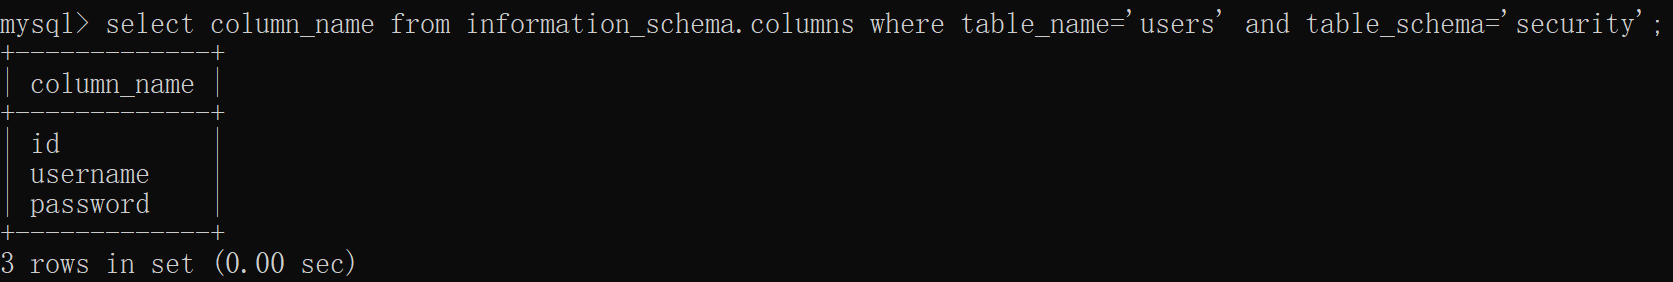 mysql> select column_name from information_schema.columns where table_name='users' and table_schema='security';
+-------------+
| column_name |
+-------------+
| id          |
| username    |
| password    |
+-------------+
3 rows in set (0.00 sec)